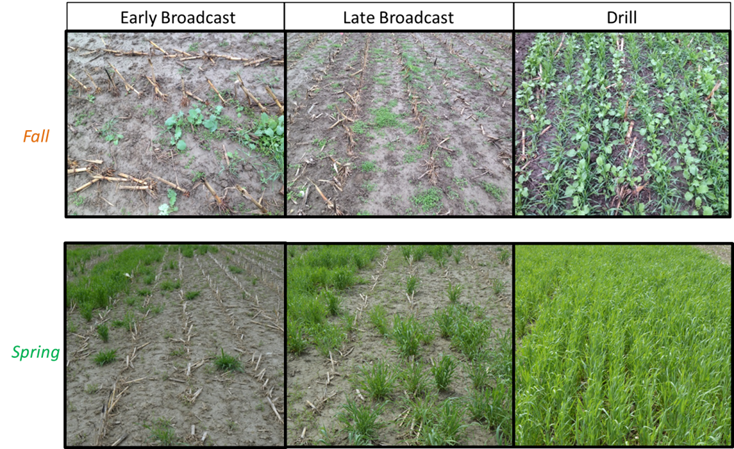 Early Broadcast
Late Broadcast
Drill
Fall
Spring